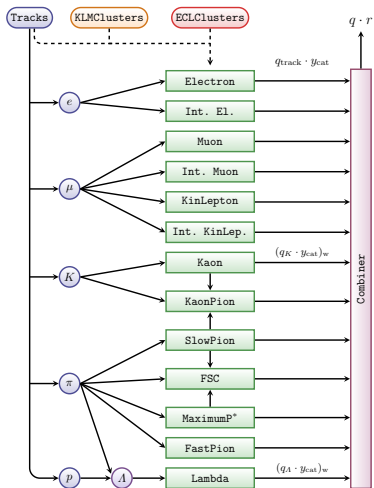 Tracks KLMClusters ECLClusters q · r
q_track · y_cat
e Electron
Int. El.
Muon
Int. Muon
μ KinLepton
Int. KinLep.
(q_K · y_cat)_w
K Kaon
KaonPion
Combiner
SlowPion
π FSC
MaximumP*
FastPion
(q_Λ · y_cat)_w
p Λ Lambda